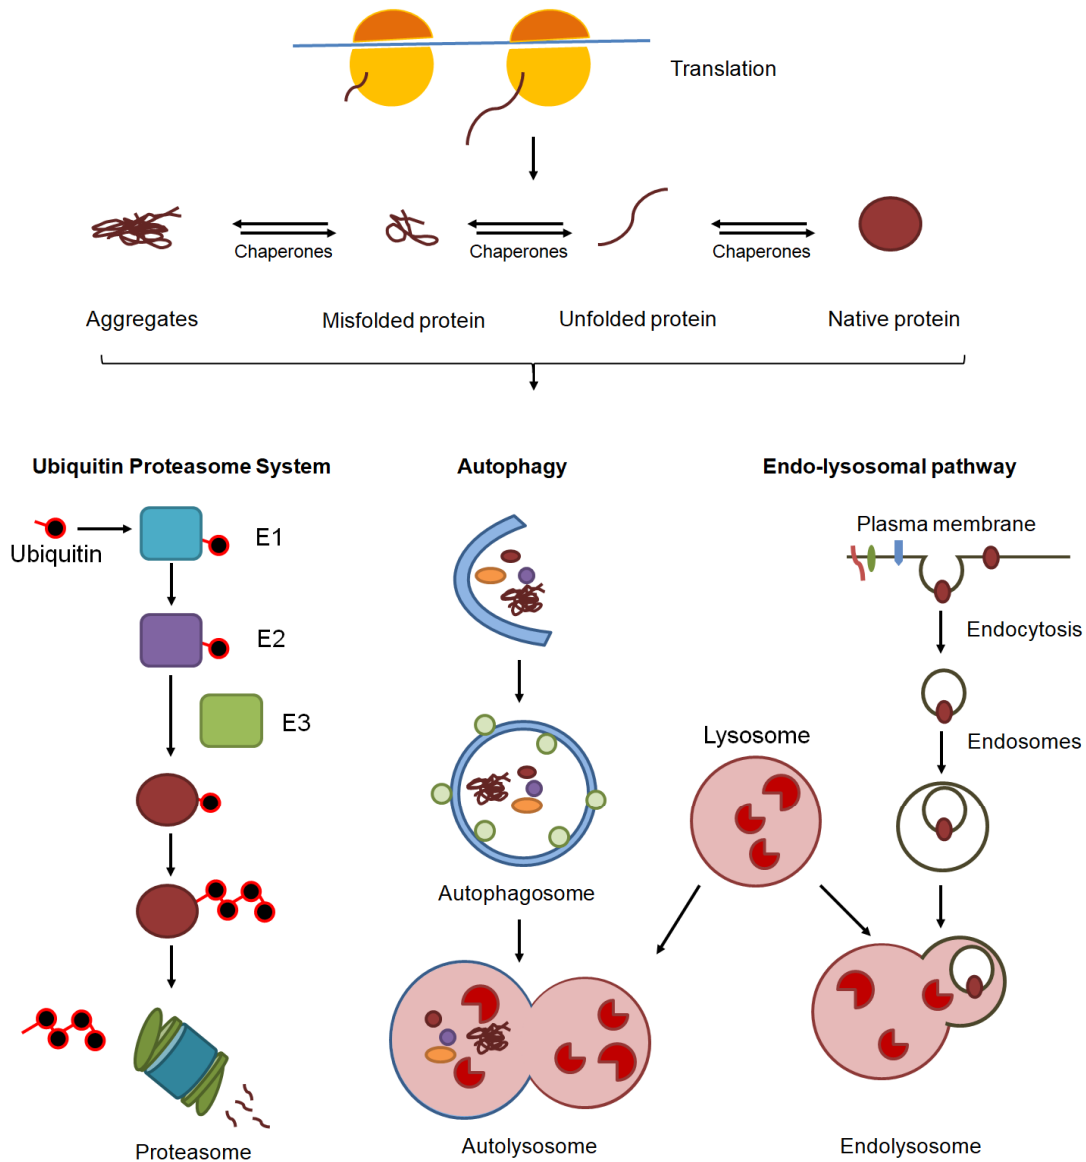 Translation
Chaperones
Chaperones
Chaperones
Aggregates
Misfolded protein
Unfolded protein
Native protein
Ubiquitin Proteasome System
Autophagy
Endo-lysosomal pathway
Ubiquitin
E1
E2
E3
Proteasome
Autophagosome
Autolysosome
Plasma membrane
Endocytosis
Endosomes
Lysosome
Endolysosome